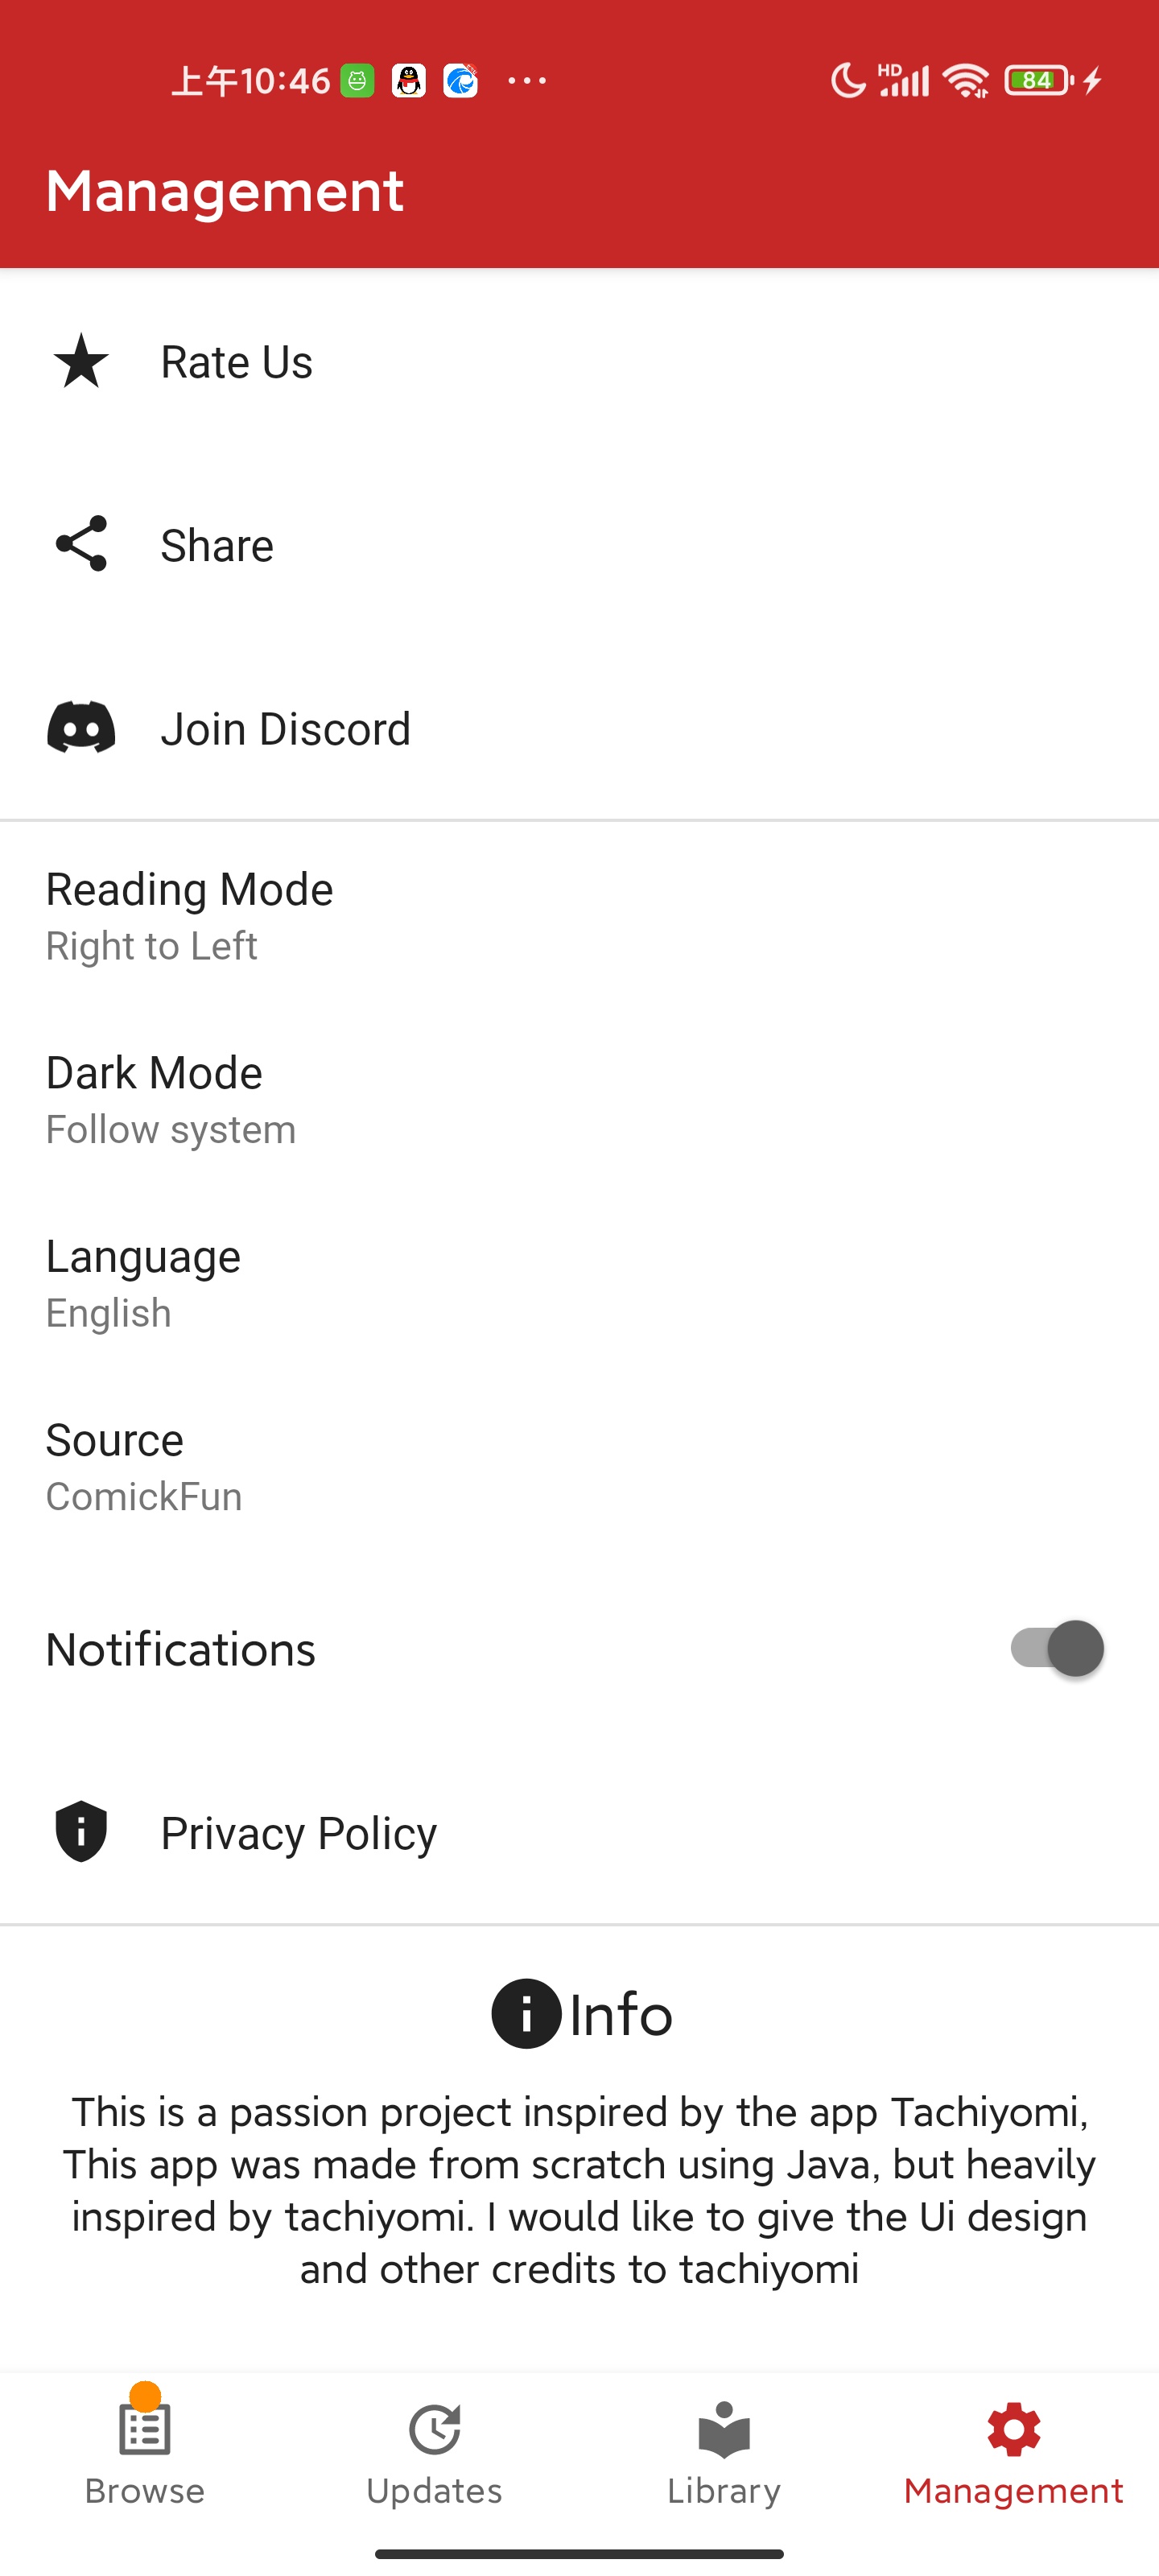 上午10:46
HD
84
Management
Rate Us
Share
Join Discord
Reading Mode
Right to Left
Dark Mode
Follow system
Language
English
Source
ComickFun
Notifications
Privacy Policy
Info
This is a passion project inspired by the app Tachiyomi,
This app was made from scratch using Java, but heavily
inspired by tachiyomi. I would like to give the Ui design
and other credits to tachiyomi
Browse
Updates
Library
Management